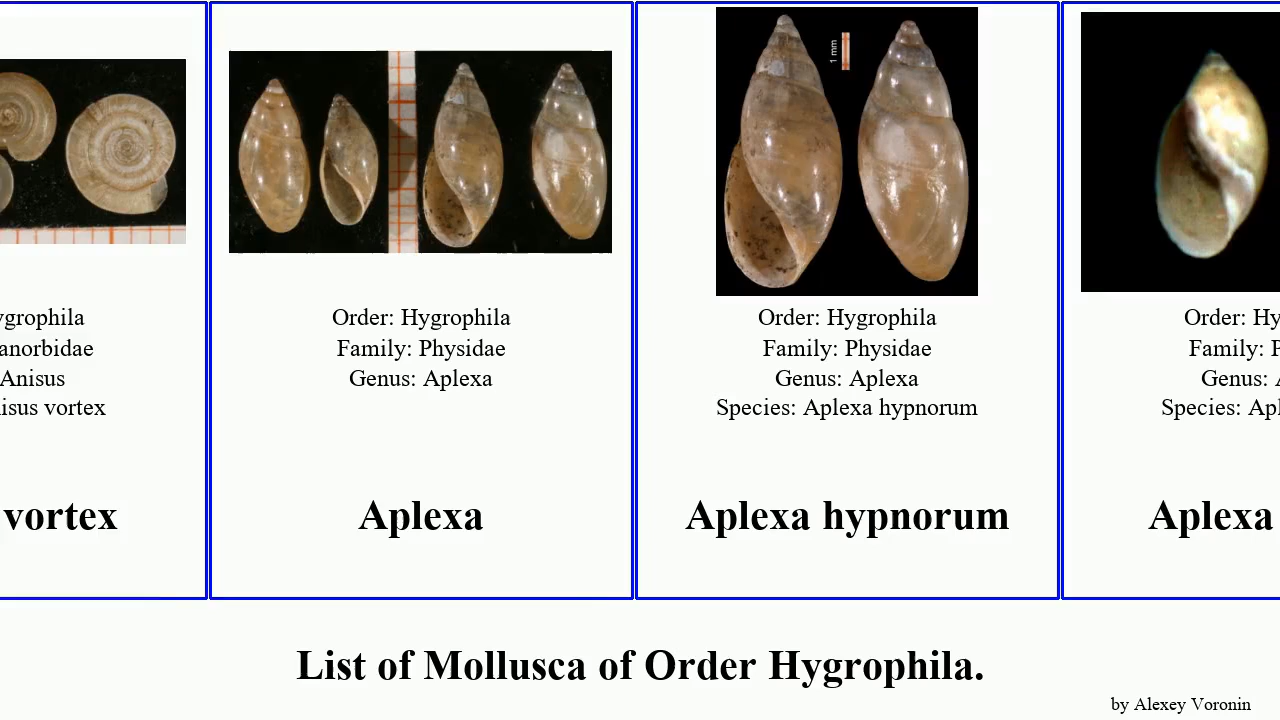 ygrophila
anorbidae
Anisus
isus vortex
vortex
Order: Hygrophila
Family: Physidae
Genus: Aplexa
Aplexa
1 mm
Order: Hygrophila
Family: Physidae
Genus: Aplexa
Species: Aplexa hypnorum
Aplexa hypnorum
Order: Hy
Family: P
Genus: A
Species: Apl
Aplexa
List of Mollusca of Order Hygrophila.
by Alexey Voronin